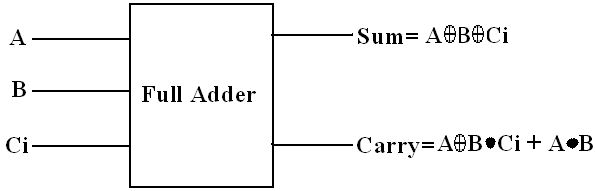 A
B
Ci
Full Adder
Sum= A⊕B⊕Ci
Carry=A⊕B●Ci + A●B